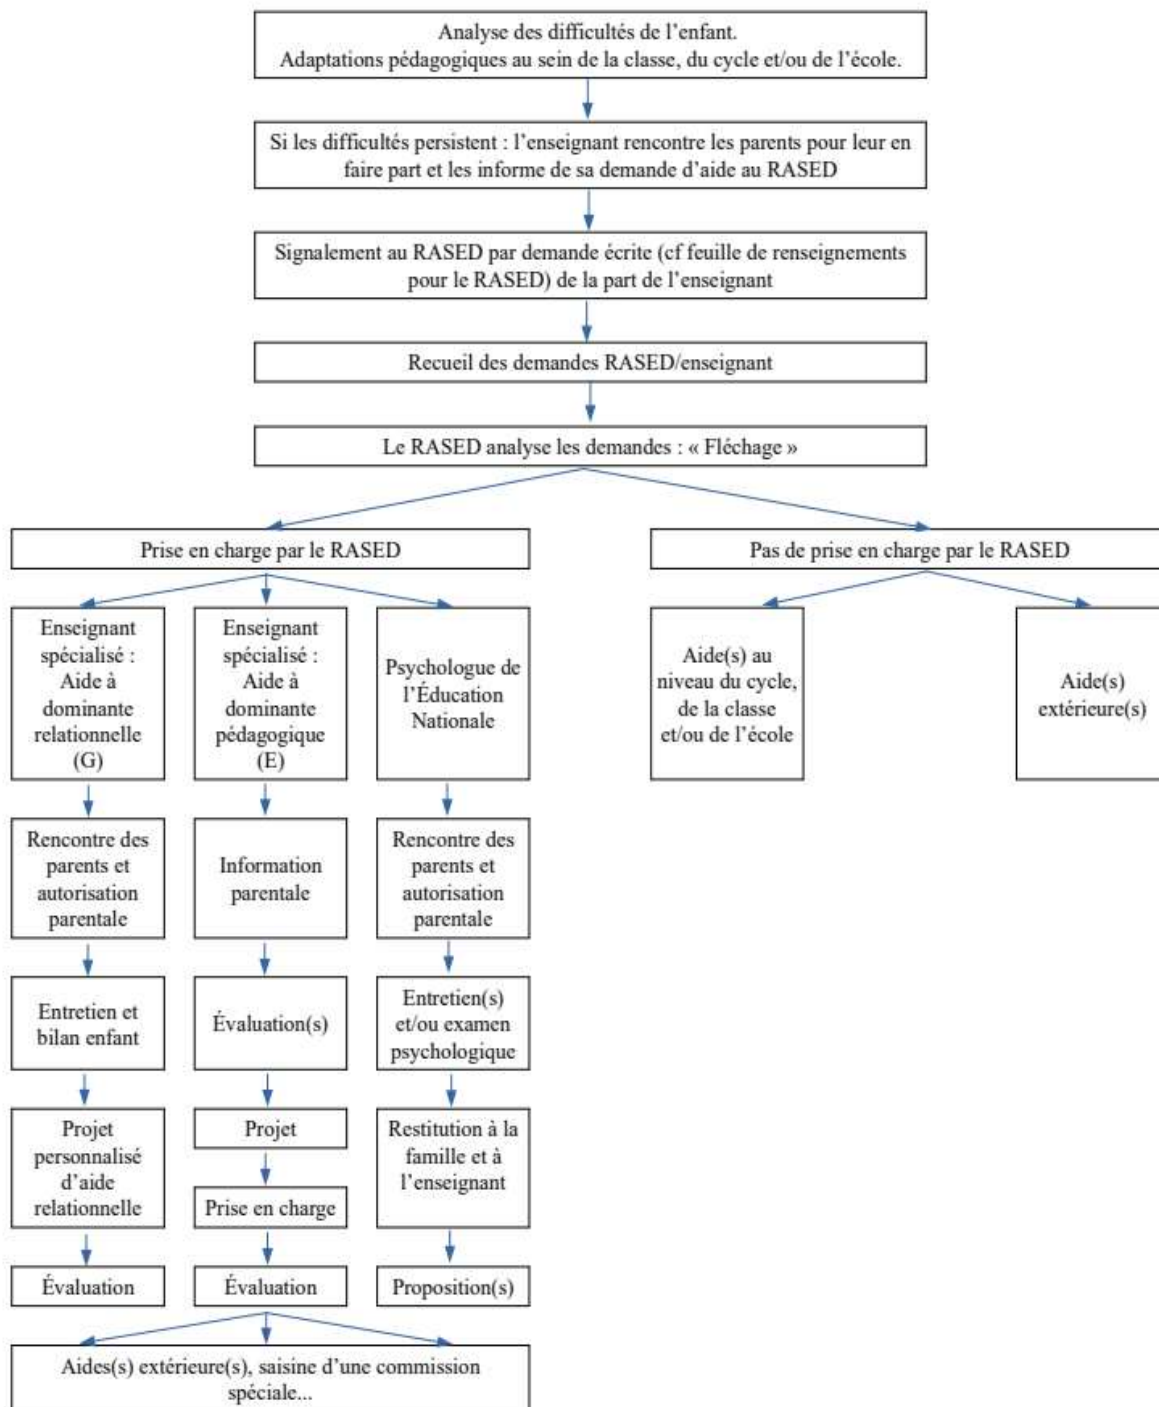 Analyse des difficultés de l’enfant.
Adaptations pédagogiques au sein de la classe, du cycle et/ou de l’école.
Si les difficultés persistent : l’enseignant rencontre les parents pour leur en
faire part et les informe de sa demande d’aide au RASED
Signalement au RASED par demande écrite (cf feuille de renseignements
pour le RASED) de la part de l’enseignant
Recueil des demandes RASED/enseignant
Le RASED analyse les demandes : « Fléchage »
Prise en charge par le RASED
Pas de prise en charge par le RASED
Enseignant
spécialisé :
Aide à
dominante
relationnelle
(G)
Enseignant
spécialisé :
Aide à
dominante
pédagogique
(E)
Psychologue de
l’Éducation
Nationale
Aide(s) au
niveau du cycle,
de la classe
et/ou de l’école
Aide(s)
extérieure(s)
Rencontre des
parents et
autorisation
parentale
Information
parentale
Rencontre des
parents et
autorisation
parentale
Entretien et
bilan enfant
Évaluation(s)
Entretien(s)
et/ou examen
psychologique
Projet
personnalisé
d’aide
relationnelle
Projet
Prise en charge
Restitution à la
famille et à
l’enseignant
Évaluation
Évaluation
Proposition(s)
Aides(s) extérieure(s), saisine d’une commission
spéciale...